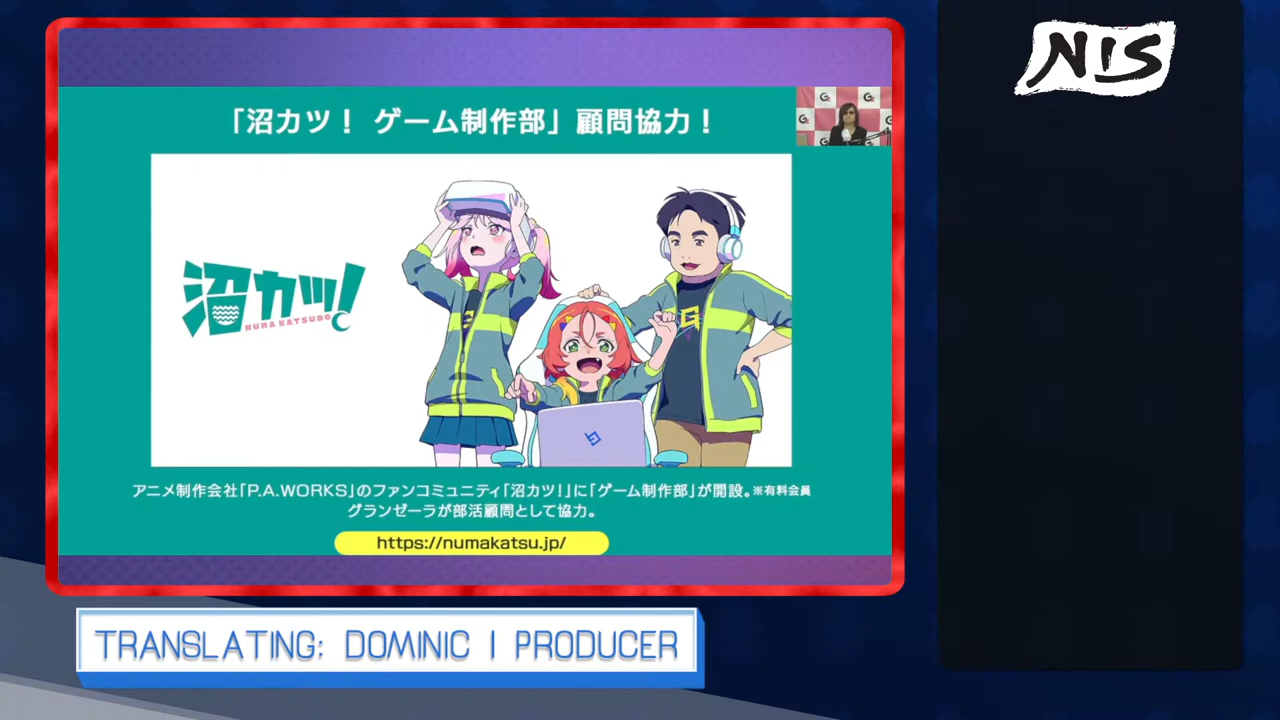 NIS
「沼カツ！ ゲーム制作部」顧問協力！
沼カツ！
NUMA KATSUDO
アニメ制作会社「P.A.WORKS」のファンコミュニティ「沼カツ！」に「ゲーム制作部」が開設。※有料会員
グランゼーラが部活顧問として協力。
https://numakatsu.jp/
TRANSLATING: DOMINIC | PRODUCER